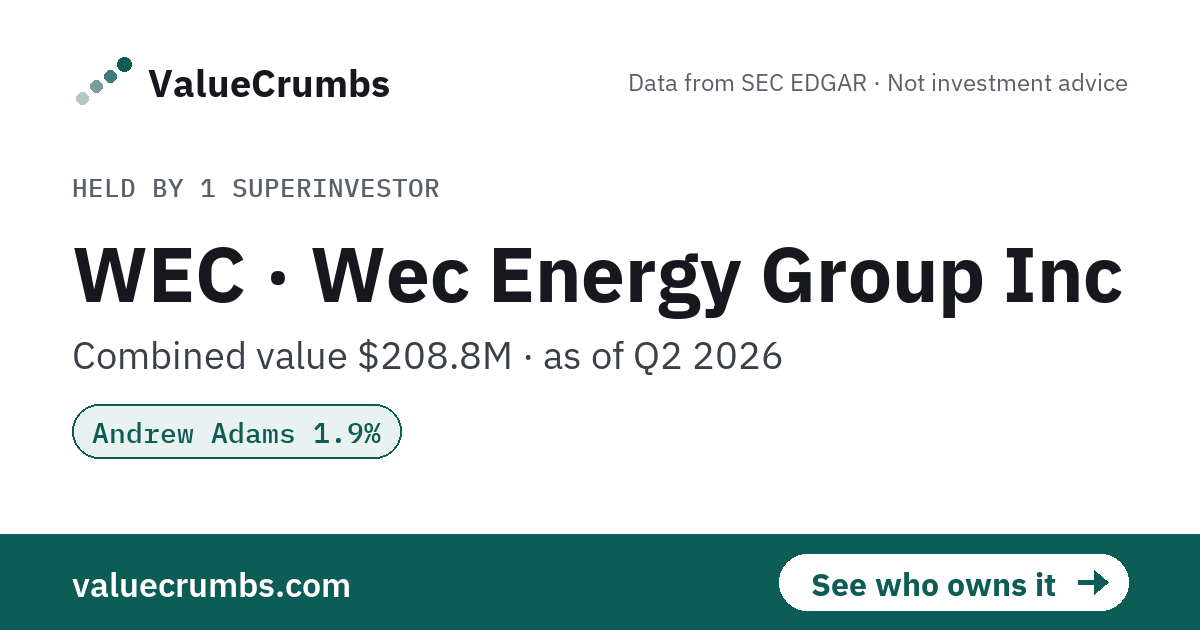 ValueCrumbs
Data from SEC EDGAR · Not investment advice
HELD BY 1 SUPERINVESTOR
WEC · Wec Energy Group Inc
Combined value $208.8M · as of Q2 2026
Andrew Adams 1.9%
valuecrumbs.com
See who owns it